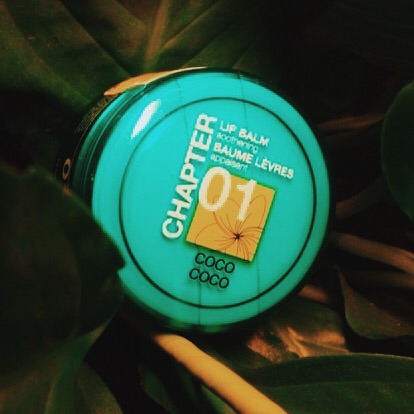 CHAPTER
01
LIP BALM
soothening
BAUME LÈVRES
apaisant
COCO
COCO